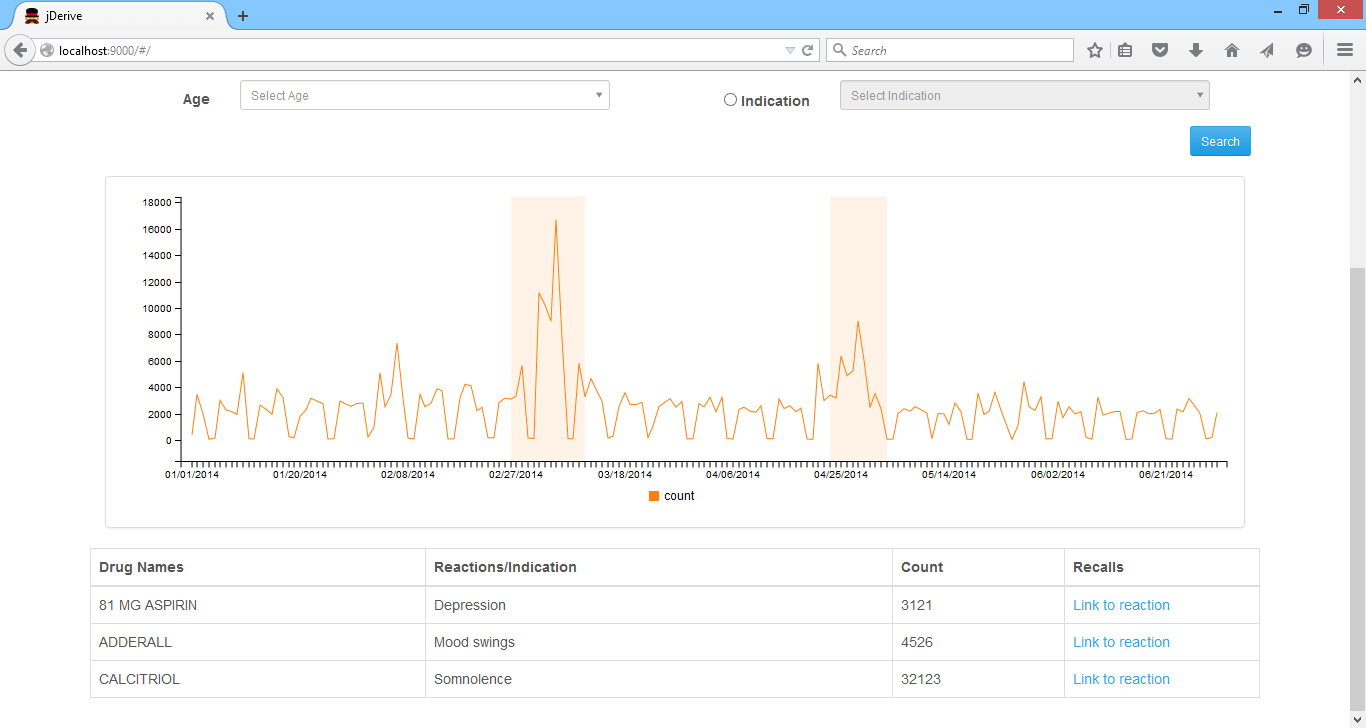 jDerive
localhost:9000/#/
Search
Age
Select Age
Indication
Select Indication
Search
18000
16000
14000
12000
10000
8000
6000
4000
2000
0
01/01/2014 01/20/2014 02/08/2014 02/27/2014 03/18/2014 04/06/2014 04/25/2014 05/14/2014 06/02/2014 06/21/2014
count
Drug Names Reactions/Indication Count Recalls
81 MG ASPIRIN Depression 3121 Link to reaction
ADDERALL Mood swings 4526 Link to reaction
CALCITRIOL Somnolence 32123 Link to reaction